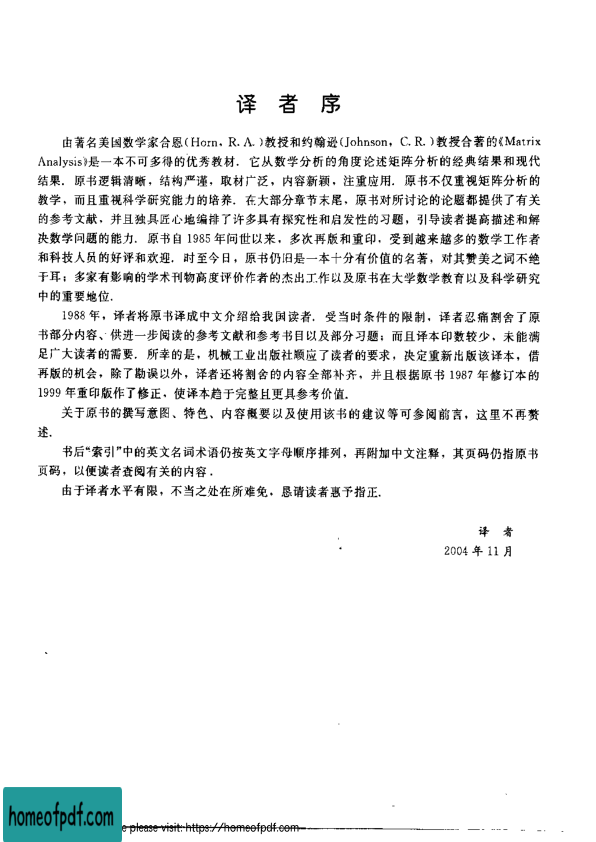 译者序
由著名美国数学家合恩(Horn, R. A.)教授和约翰逊(Johnson, C. R.)教授合著的《Matrix
Analysis》是一本不可多得的优秀教材. 它从数学分析的角度论述矩阵分析的经典结果和现代
结果. 原书逻辑清晰, 结构严谨, 取材广泛, 内容新颖, 注重应用. 原书不仅重视矩阵分析的
教学, 而且重视科学研究能力的培养. 在大部分章节末尾, 原书对所讨论的论题都提供了有关
的参考文献, 并且独具匠心地编排了许多具有探究性和启发性的习题, 引导读者提高描述和解
决数学问题的能力. 原书自 1985 年问世以来, 多次再版和重印, 受到越来越多的数学工作者
和科技人员的好评和欢迎. 时至今日, 原书仍旧是一本十分有价值的名著, 对其赞美之词不绝
于耳; 多家有影响的学术刊物高度评价作者的杰出工作以及原书在大学数学教育以及科学研究
中的重要地位.
1988 年, 译者将原书译成中文介绍给我国读者. 受当时条件的限制, 译者忍痛割舍了原
书部分内容、供进一步阅读的参考文献和参考书目以及部分习题; 而且译本印数较少, 未能满
足广大读者的需要. 所幸的是, 机械工业出版社顺应了读者的要求, 决定重新出版该译本, 借
再版的机会, 除了勘误以外, 译者还将割舍的内容全部补齐, 并且根据原书 1987 年修订本的
1999 年重印版作了修正, 使译本趋于完整且更具参考价值.
关于原书的撰写意图、特色、内容概要以及使用该书的建议等可参阅前言, 这里不再赘
述.
书后“索引”中的英文名词术语仍按英文字母顺序排列, 再附加中文注释, 其页码仍指原书
页码, 以便读者查阅有关的内容.
由于译者水平有限, 不当之处在所难免, 恳请读者惠予指正.
译 者
2004 年 11 月
homeofpdf.com
e please visit: https://homeofpdf.com